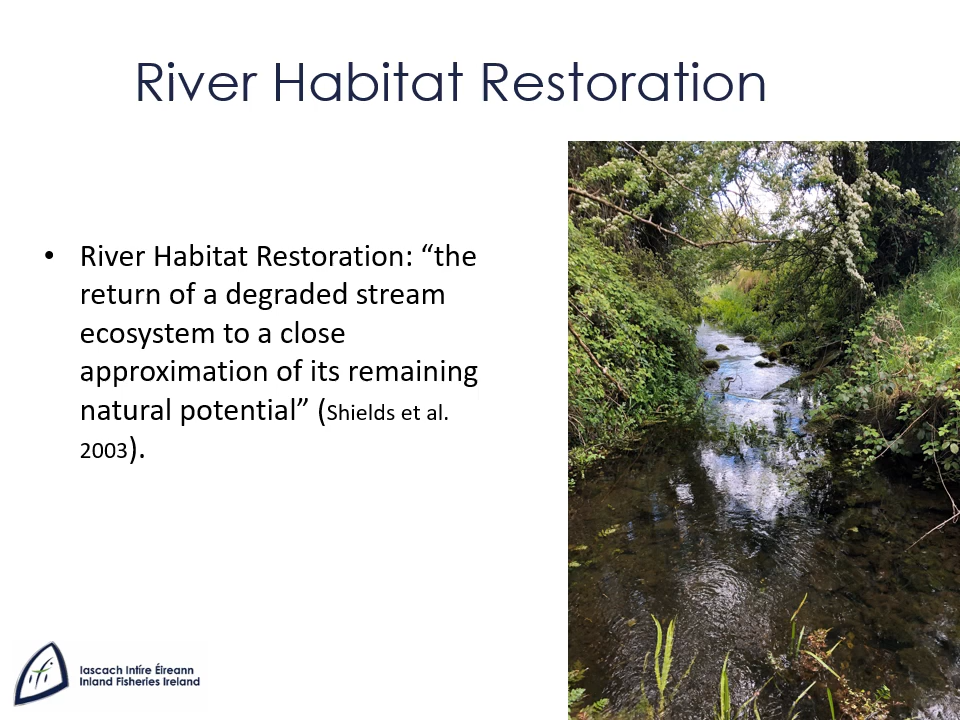 River Habitat Restoration
• River Habitat Restoration: “the
return of a degraded stream
ecosystem to a close
approximation of its remaining
natural potential” (Shields et al.
2003).
ifi
Iascach Intíre Éireann
Inland Fisheries Ireland